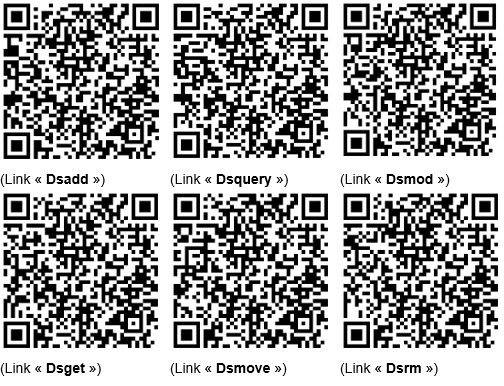 (Link « Dsadd »)
(Link « Dsquery »)
(Link « Dsmod »)
(Link « Dsget »)
(Link « Dsmove »)
(Link « Dsrm »)